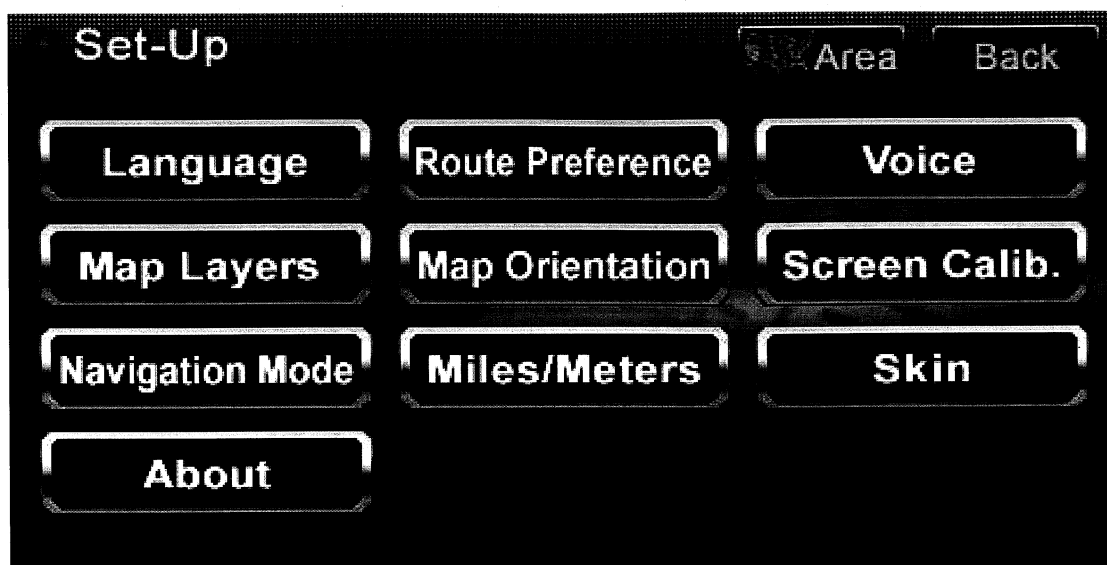 Set-Up
Area
Back
Language
Route Preference
Voice
Map Layers
Map Orientation
Screen Calib.
Navigation Mode
Miles/Meters
Skin
About